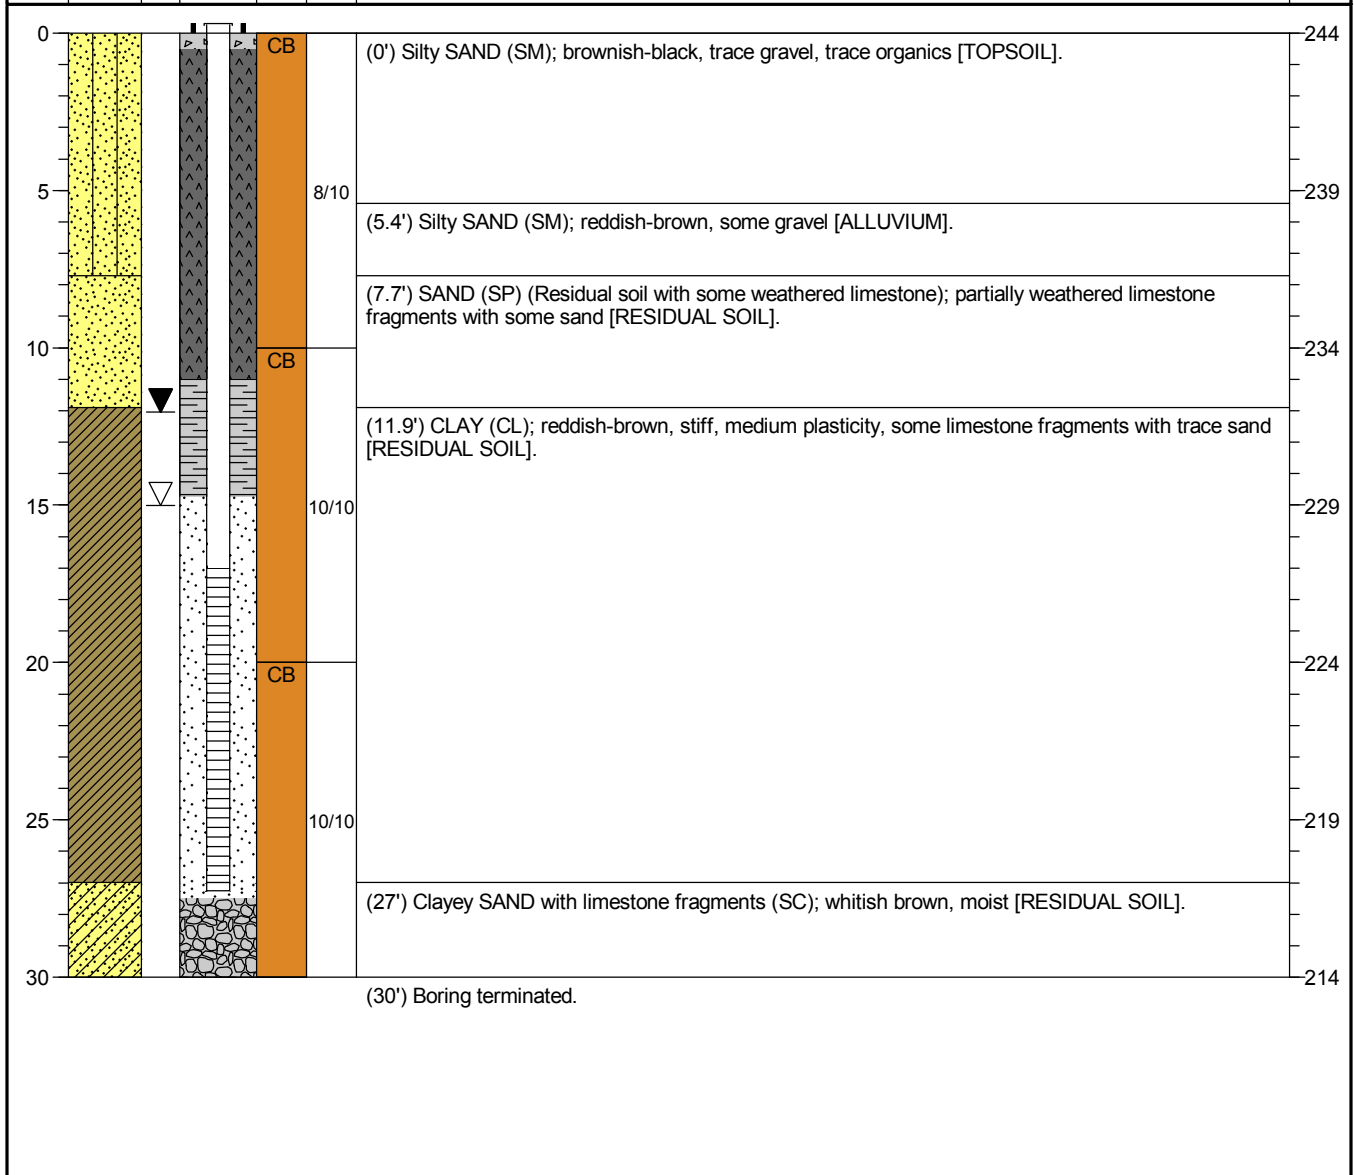 0
CB
(0') Silty SAND (SM); brownish-black, trace gravel, trace organics [TOPSOIL].
244
5
8/10
239
(5.4') Silty SAND (SM); reddish-brown, some gravel [ALLUVIUM].
(7.7') SAND (SP) (Residual soil with some weathered limestone); partially weathered limestone
fragments with some sand [RESIDUAL SOIL].
10
CB
234
(11.9') CLAY (CL); reddish-brown, stiff, medium plasticity, some limestone fragments with trace sand
[RESIDUAL SOIL].
15
10/10
229
20
CB
224
25
10/10
219
(27') Clayey SAND with limestone fragments (SC); whitish brown, moist [RESIDUAL SOIL].
30
214
(30') Boring terminated.